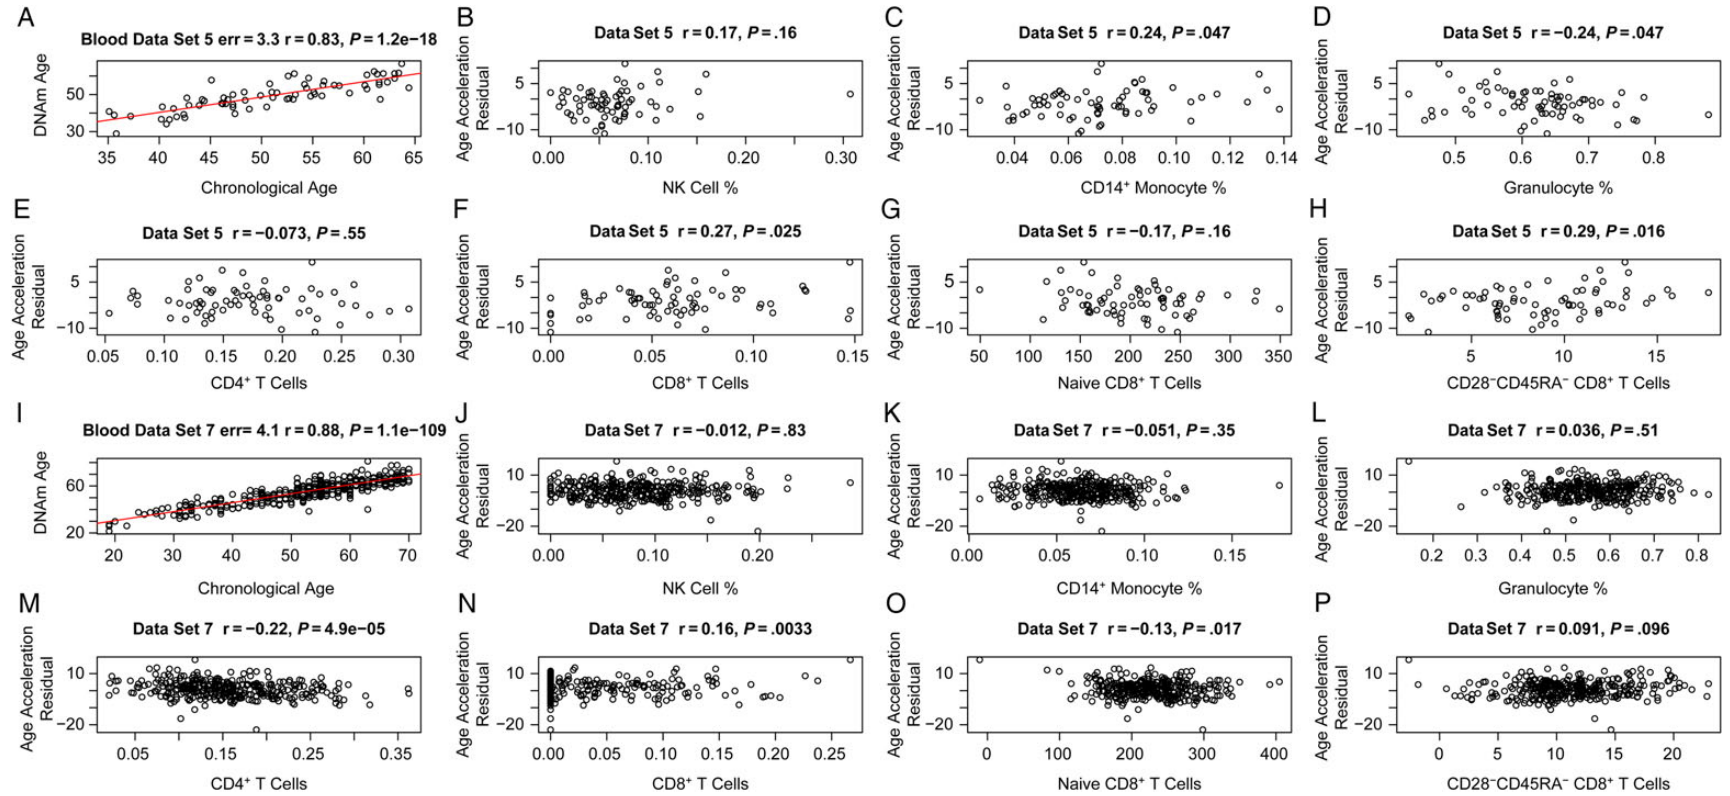 A
Blood Data Set 5 err=3.3 r=0.83, P=1.2e−18
DNAm Age
50
30
35 40 45 50 55 60 65
Chronological Age
B
Data Set 5 r=0.17, P=.16
Age Acceleration
Residual
5
−10
0.00 0.10 0.20 0.30
NK Cell %
C
Data Set 5 r=0.24, P=.047
Age Acceleration
Residual
5
−10
0.04 0.06 0.08 0.10 0.12 0.14
CD14⁺ Monocyte %
D
Data Set 5 r=−0.24, P=.047
Age Acceleration
Residual
5
−10
0.5 0.6 0.7 0.8
Granulocyte %
E
Data Set 5 r=−0.073, P=.55
Age Acceleration
Residual
5
−10
0.05 0.10 0.15 0.20 0.25 0.30
CD4⁺ T Cells
F
Data Set 5 r=0.27, P=.025
Age Acceleration
Residual
5
−10
0.00 0.05 0.10 0.15
CD8⁺ T Cells
G
Data Set 5 r=−0.17, P=.16
Age Acceleration
Residual
5
−10
50 100 150 200 250 300 350
Naive CD8⁺ T Cells
H
Data Set 5 r=0.29, P=.016
Age Acceleration
Residual
5
−10
5 10 15
CD28⁻CD45RA⁻ CD8⁺ T Cells
I
Blood Data Set 7 err= 4.1 r=0.88, P=1.1e−109
DNAm Age
60
20
20 30 40 50 60 70
Chronological Age
J
Data Set 7 r=−0.012, P=.83
Age Acceleration
Residual
10
−20
0.00 0.10 0.20
NK Cell %
K
Data Set 7 r=−0.051, P=.35
Age Acceleration
Residual
10
−20
0.00 0.05 0.10 0.15
CD14⁺ Monocyte %
L
Data Set 7 r=0.036, P=.51
Age Acceleration
Residual
10
−20
0.2 0.3 0.4 0.5 0.6 0.7 0.8
Granulocyte %
M
Data Set 7 r=−0.22, P=4.9e−05
Age Acceleration
Residual
10
−20
0.05 0.15 0.25 0.35
CD4⁺ T Cells
N
Data Set 7 r=0.16, P=.0033
Age Acceleration
Residual
10
−20
0.00 0.05 0.10 0.15 0.20 0.25
CD8⁺ T Cells
O
Data Set 7 r=−0.13, P=.017
Age Acceleration
Residual
10
−20
0 100 200 300 400
Naive CD8⁺ T Cells
P
Data Set 7 r=0.091, P=.096
Age Acceleration
Residual
10
−20
0 5 10 15 20
CD28⁻CD45RA⁻ CD8⁺ T Cells